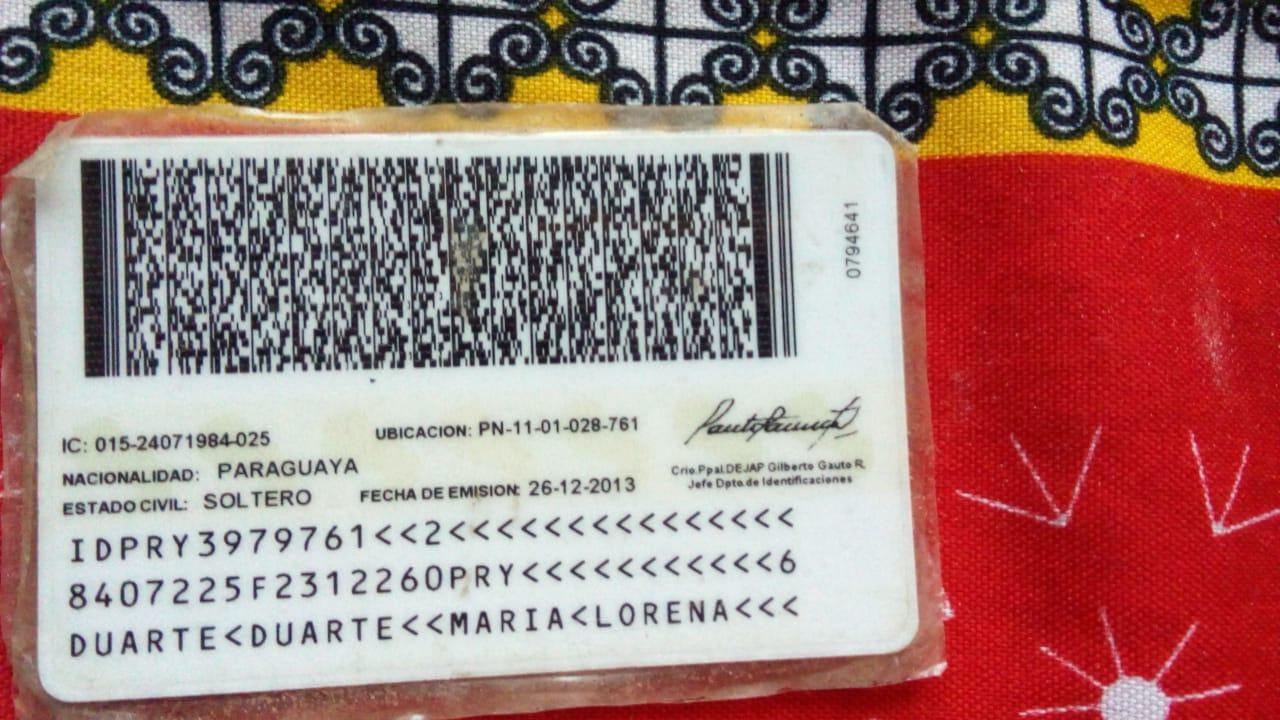 0794641
IC: 015-24071984-025
UBICACION: PN-11-01-028-761
NACIONALIDAD: PARAGUAYA
ESTADO CIVIL: SOLTERO
FECHA DE EMISION: 26-12-2013
Crio.Ppal.DEJAP Gilberto Gauto R.
Jefe Dpto.de Identificaciones
IDPRY3979761<<2<<<<<<<<<<<<<<<
8407225F2312260PRY<<<<<<<<<<<6
DUARTE<DUARTE<<MARIA<LORENA<<<